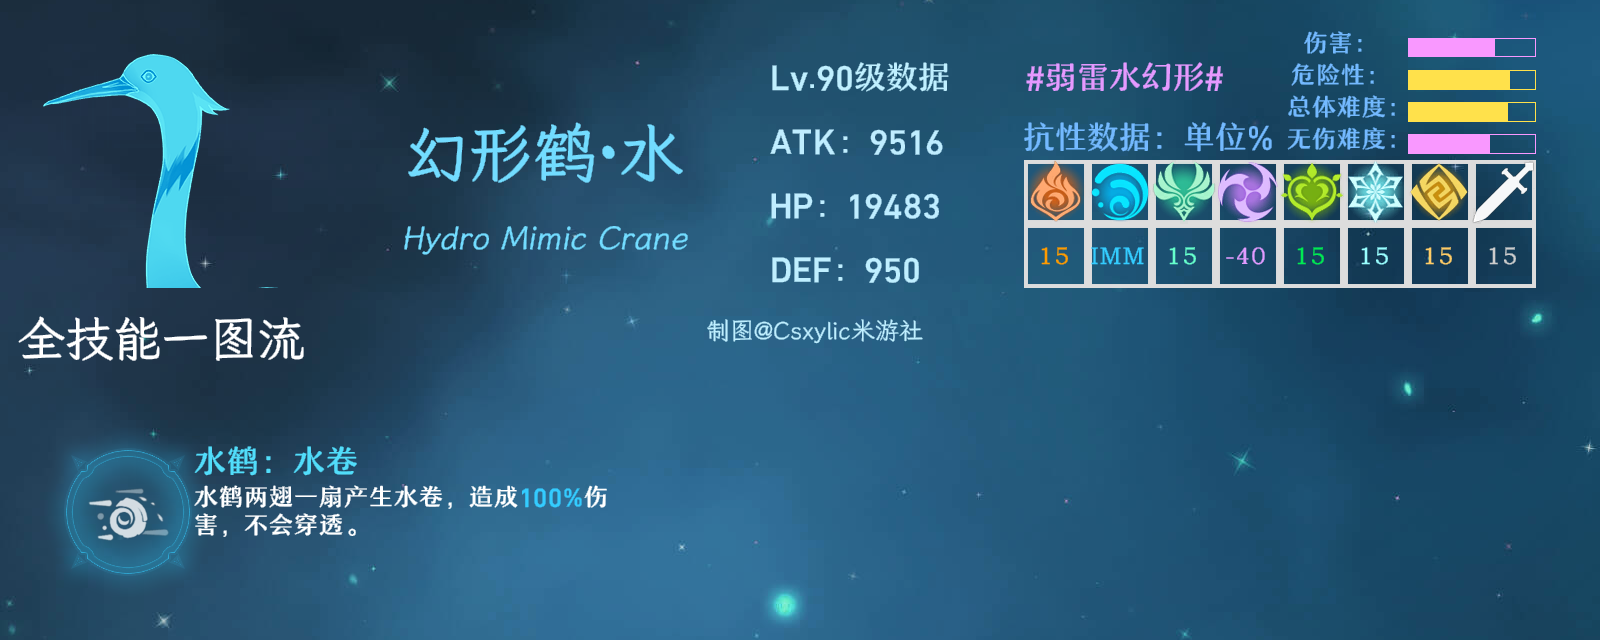 幻形鹤·水
Hydro Mimic Crane
全技能一图流
Lv.90级数据
ATK：9516
HP：19483
DEF：950
制图@Csxylic米游社
#弱雷水幻形#
伤害：
危险性：
总体难度：
无伤难度：
抗性数据：单位%
15 IMM 15 -40 15 15 15 15
水鹤：水卷
水鹤两翅一扇产生水卷，造成100%伤
害，不会穿透。